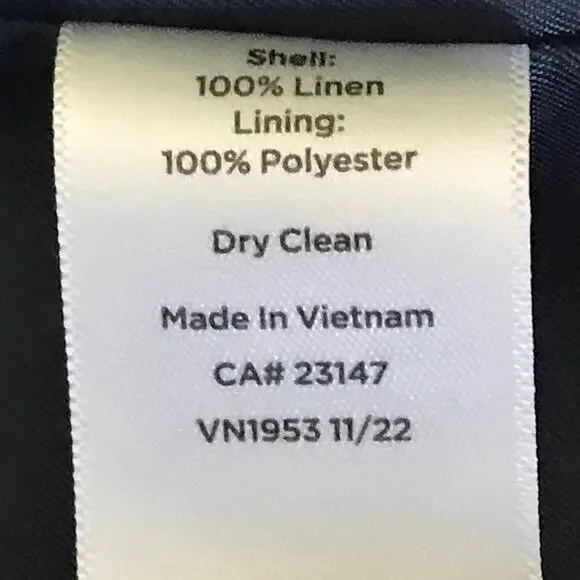 Shell:
100% Linen
Lining:
100% Polyester
Dry Clean
Made In Vietnam
CA# 23147
VN1953 11/22